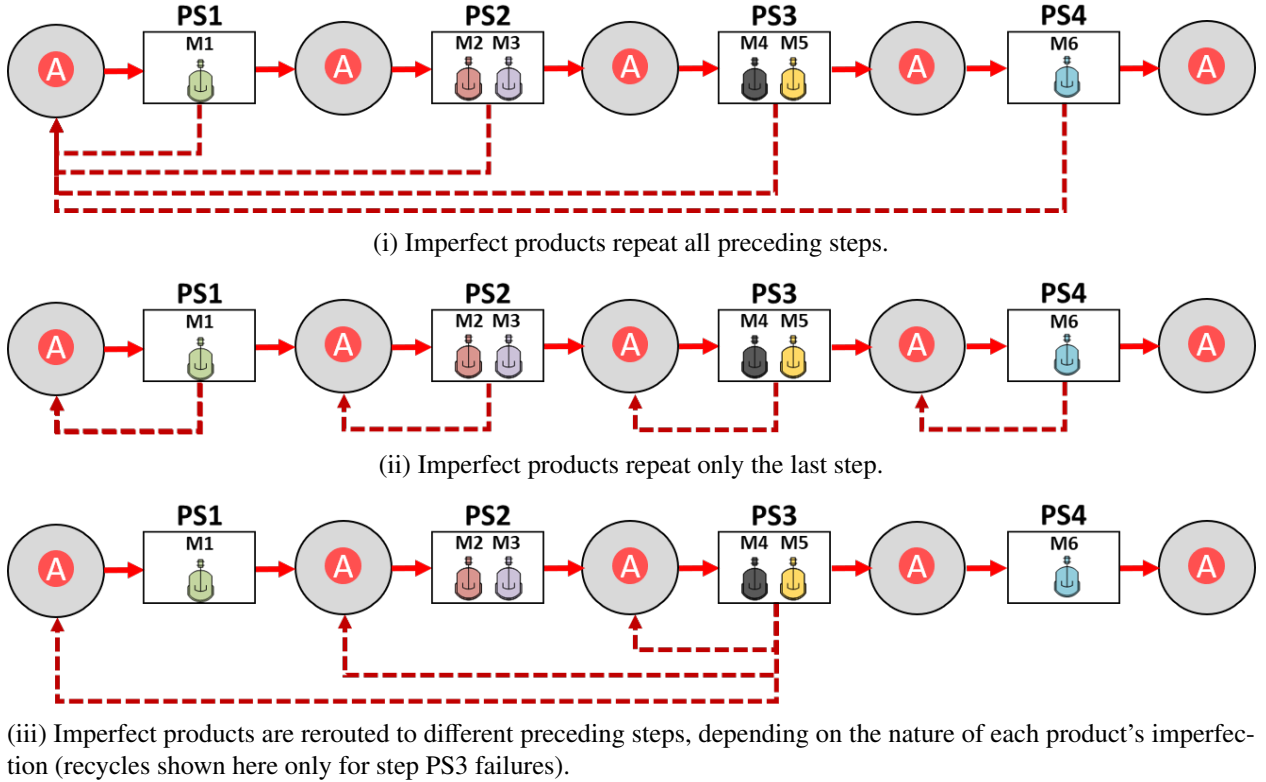 PS1 PS2 PS3 PS4
M1 M2 M3 M4 M5 M6
A A A A A
(i) Imperfect products repeat all preceding steps.
PS1 PS2 PS3 PS4
M1 M2 M3 M4 M5 M6
A A A A A
(ii) Imperfect products repeat only the last step.
PS1 PS2 PS3 PS4
M1 M2 M3 M4 M5 M6
A A A A A
(iii) Imperfect products are rerouted to different preceding steps, depending on the nature of each product’s imperfec-
tion (recycles shown here only for step PS3 failures).